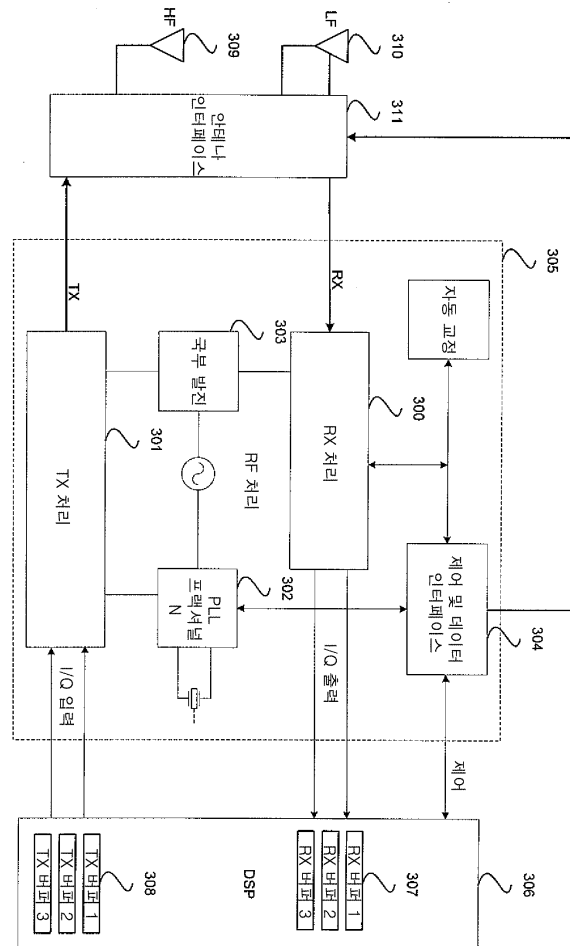 HF
309
LF
310
311
안테나
인터페이스
TX
RX
305
자동 교정
303
국부 발진
300
RX 처리
301
TX 처리
RF 처리
302
PLL
프랙셔널
N
304
제어 및 데이터
인터페이스
I/Q 입력
I/Q 출력
제어
306
DSP
307
RX 버퍼 1
RX 버퍼 2
RX 버퍼 3
308
TX 버퍼 1
TX 버퍼 2
TX 버퍼 3